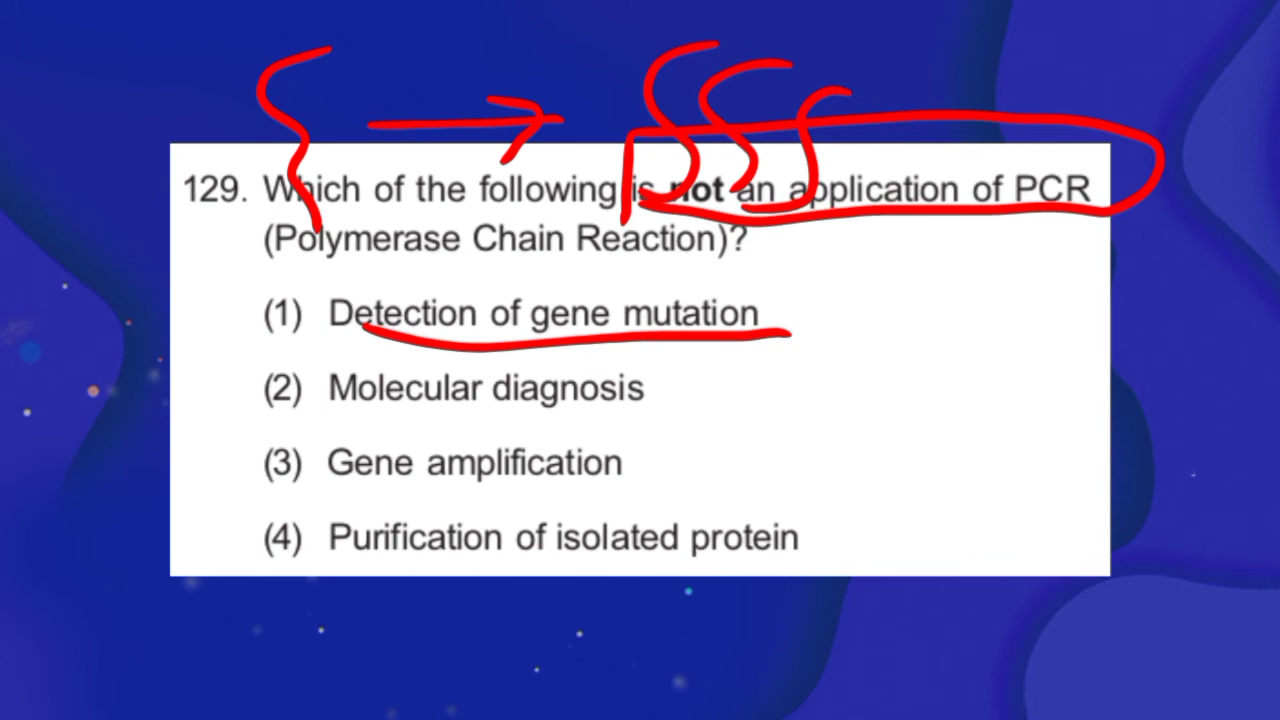 129. Which of the following is not an application of PCR
(Polymerase Chain Reaction)?
(1) Detection of gene mutation
(2) Molecular diagnosis
(3) Gene amplification
(4) Purification of isolated protein